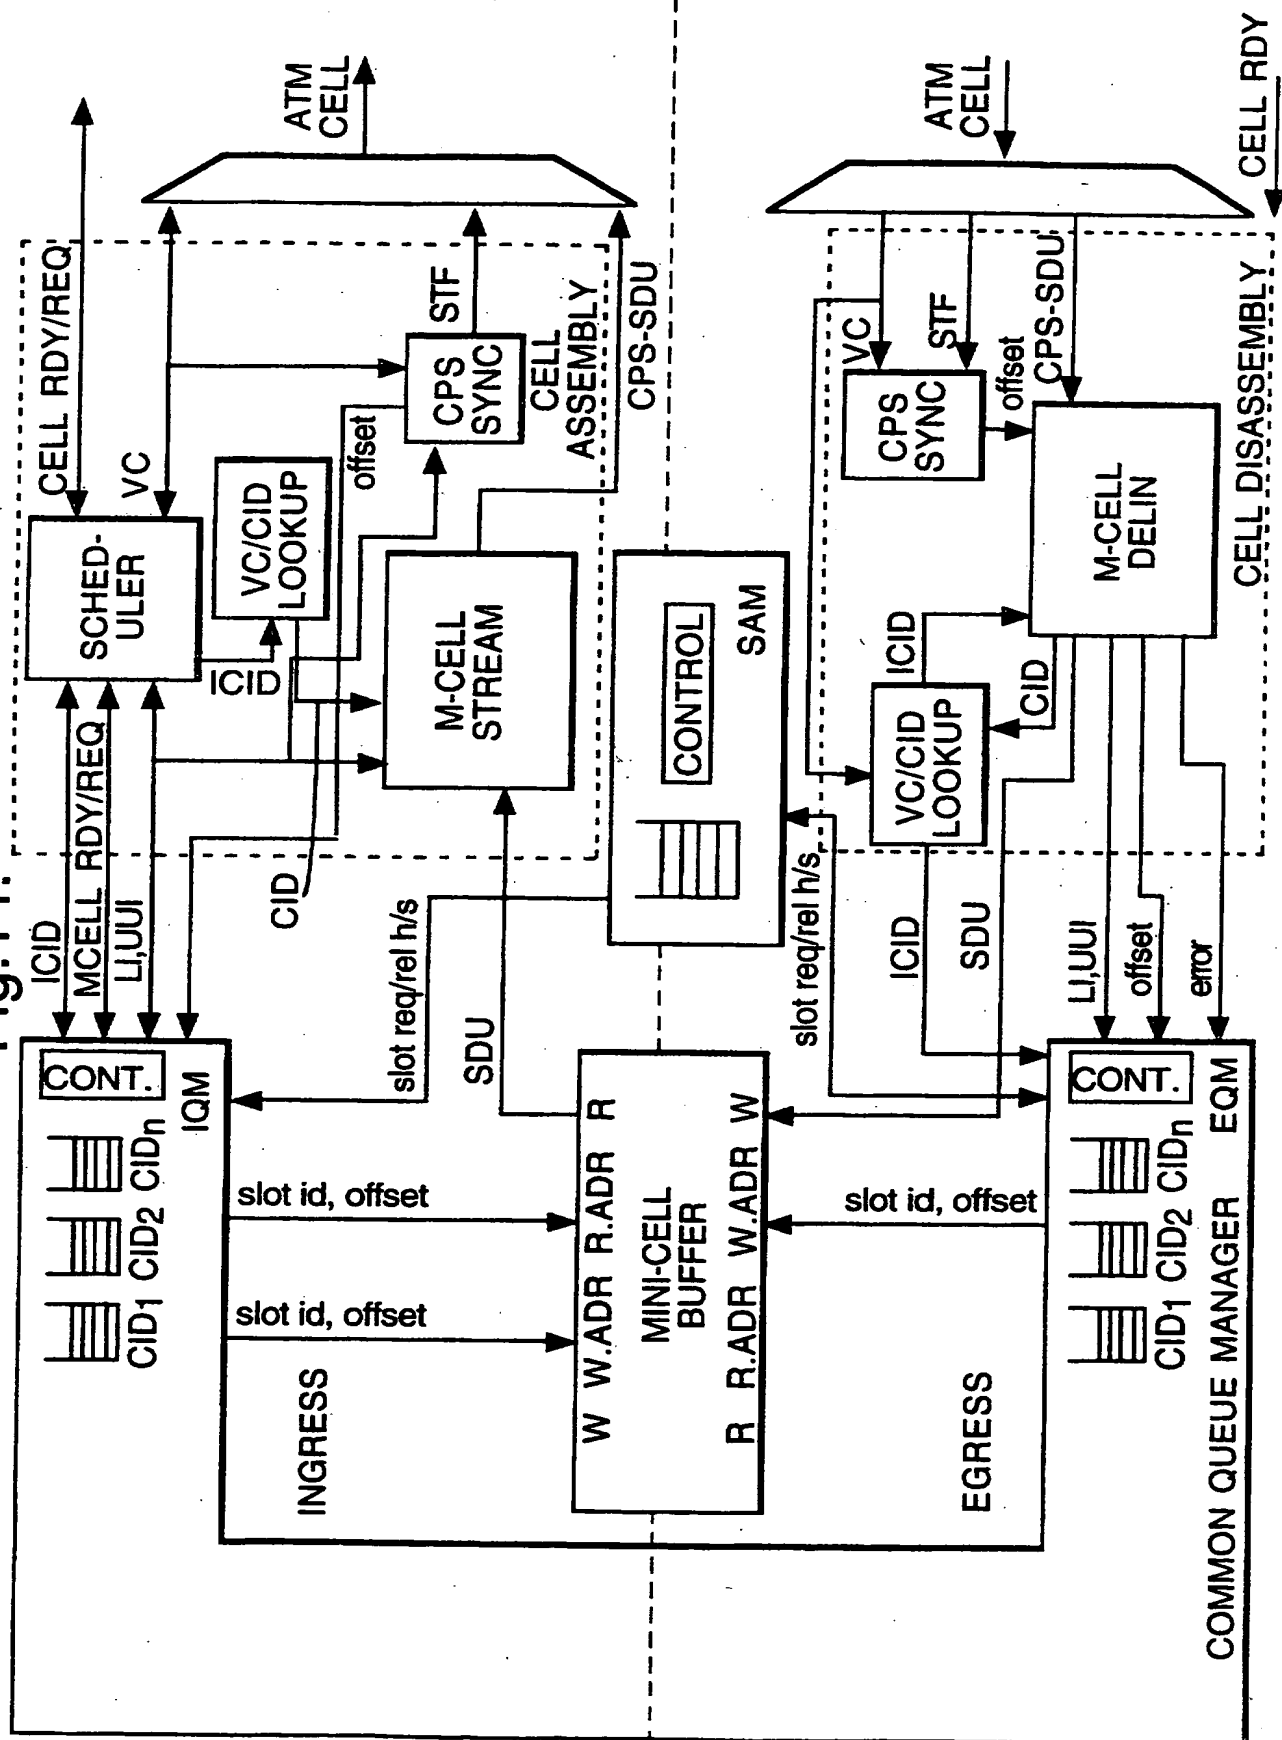 Fig. 11.
CELL RDY/REQ
VC
ATM
CELL
SCHED-
ULER
ICID
MCELL RDY/REQ
LI,UUI
ICID
VC/CID
LOOKUP
offset
STF
CPS
SYNC
CELL
ASSEMBLY
CPS-SDU
CID
M-CELL
STREAM
CONT.
IQM
CID1
CID2
CIDn
slot req/rel h/s
SDU
slot id, offset
slot id, offset
INGRESS
CONTROL
SAM
W W.ADR R.ADR R
MINI-CELL
BUFFER
R R.ADR W.ADR W
EGRESS
slot id, offset
slot req/rel h/s
ICID
SDU
LI,UUI
offset
error
VC/CID
LOOKUP
ICID
CID
VC
STF
CPS
SYNC
offset
CPS-SDU
M-CELL
DELIN
CELL DISASSEMBLY
ATM
CELL
CELL RDY
CONT.
CID1
CID2
CIDn
COMMON QUEUE MANAGER
EQM